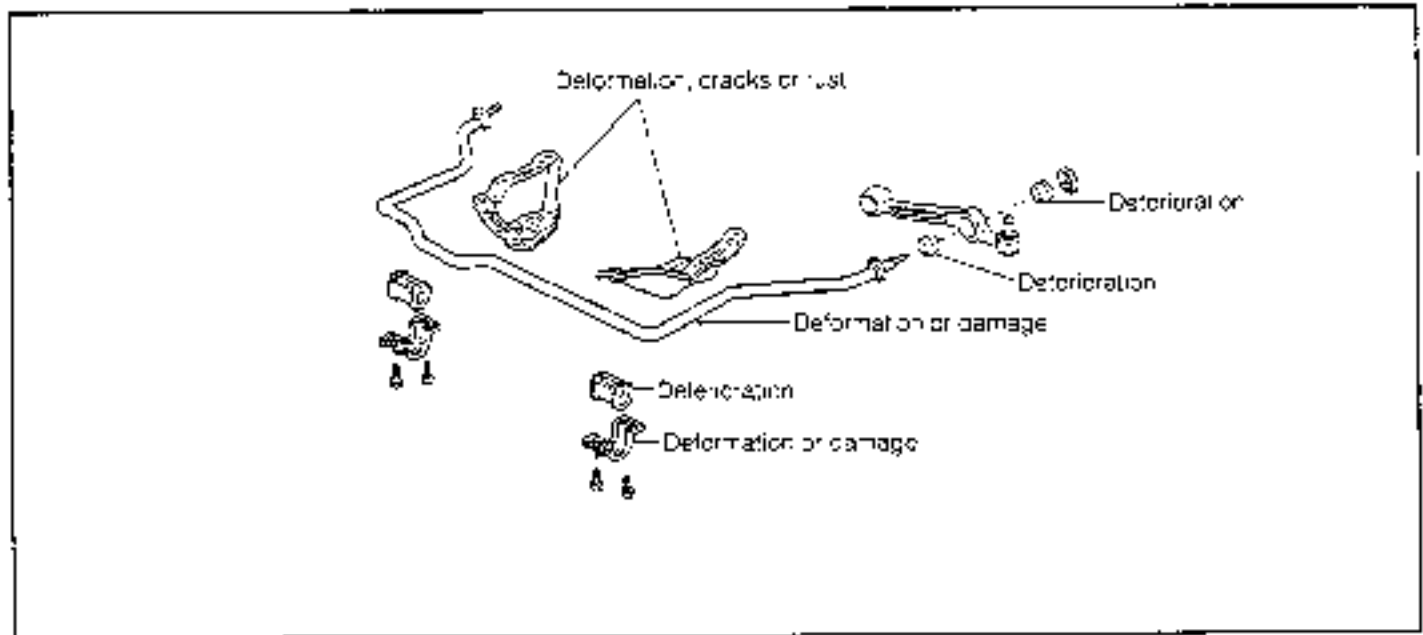 Deformation, cracks or rust
Deterioration
Deterioration
Deformation or damage
Deterioration
Deformation or damage